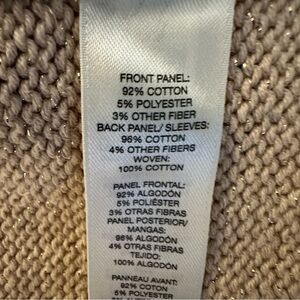 FRONT PANEL:
92% COTTON
5% POLYESTER
3% OTHER FIBER
BACK PANEL/ SLEEVES:
96% COTTON
4% OTHER FIBERS
WOVEN:
100% COTTON
PANEL FRONTAL:
92% ALGODÓN
5% POLIÉSTER
3% OTRAS FIBRAS
PANEL POSTERIOR/
MANGAS:
96% ALGODÓN
4% OTRAS FIBRAS
TEJIDO:
100% ALGODÓN
PANNEAU AVANT:
92% COTON
5% POLYESTER